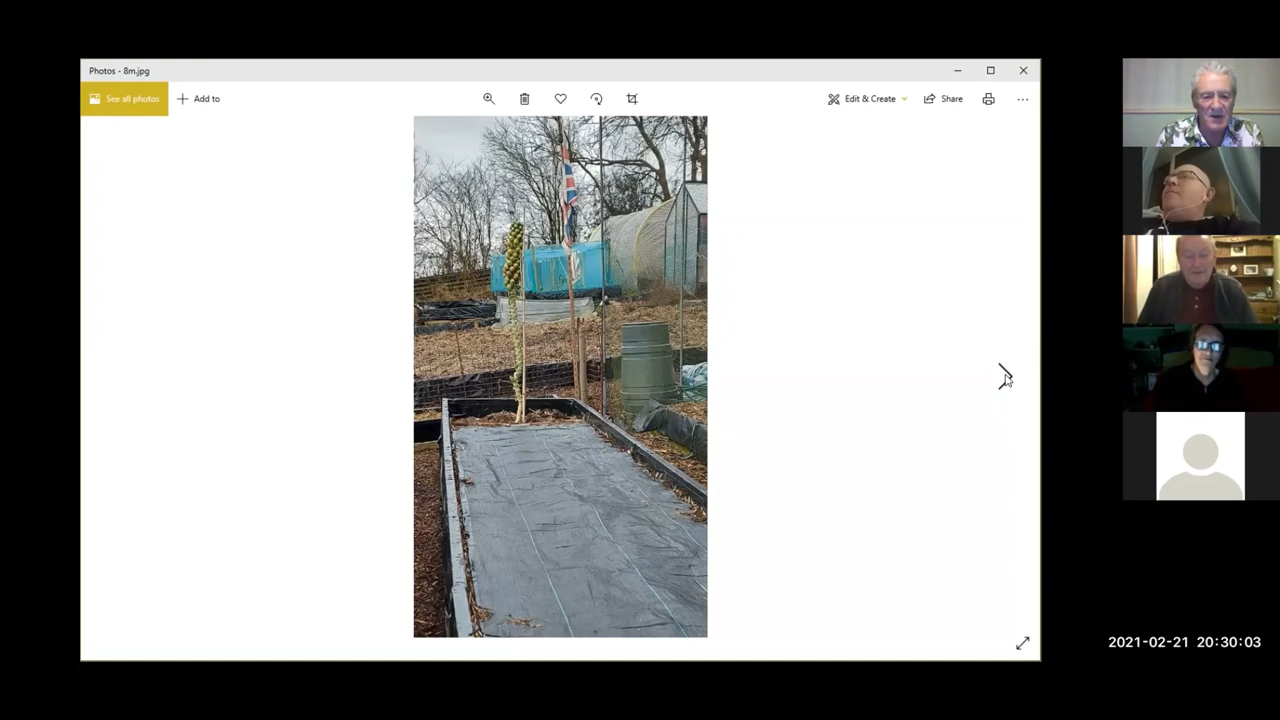 Photos - 8m.jpg
See all photos
Add to
Edit & Create
Share
2021-02-21 20:30:03